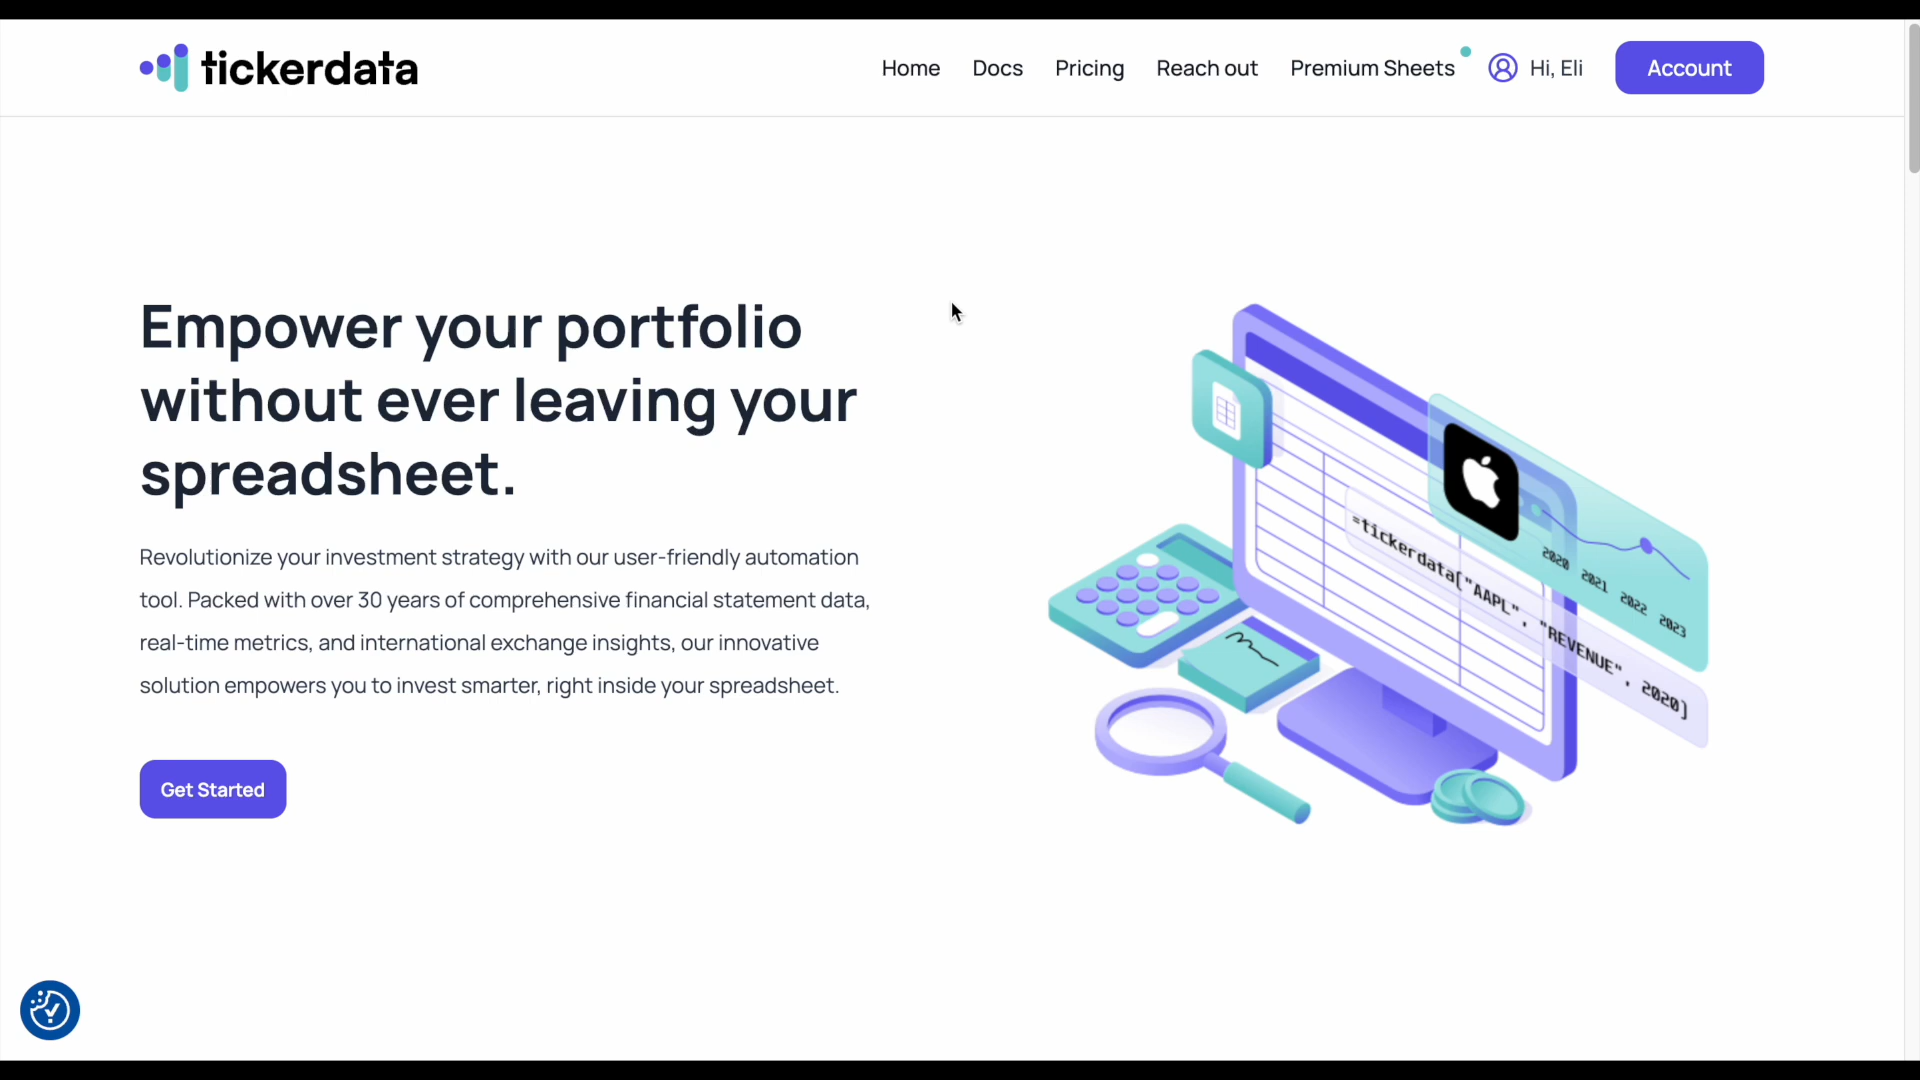 tickerdata
Home Docs Pricing Reach out Premium Sheets Hi, Eli Account
Empower your portfolio
without ever leaving your
spreadsheet.
Revolutionize your investment strategy with our user-friendly automation
tool. Packed with over 30 years of comprehensive financial statement data,
real-time metrics, and international exchange insights, our innovative
solution empowers you to invest smarter, right inside your spreadsheet.
Get Started
2020 2021 2022 2023
=tickerdata("AAPL", "REVENUE", 2020)